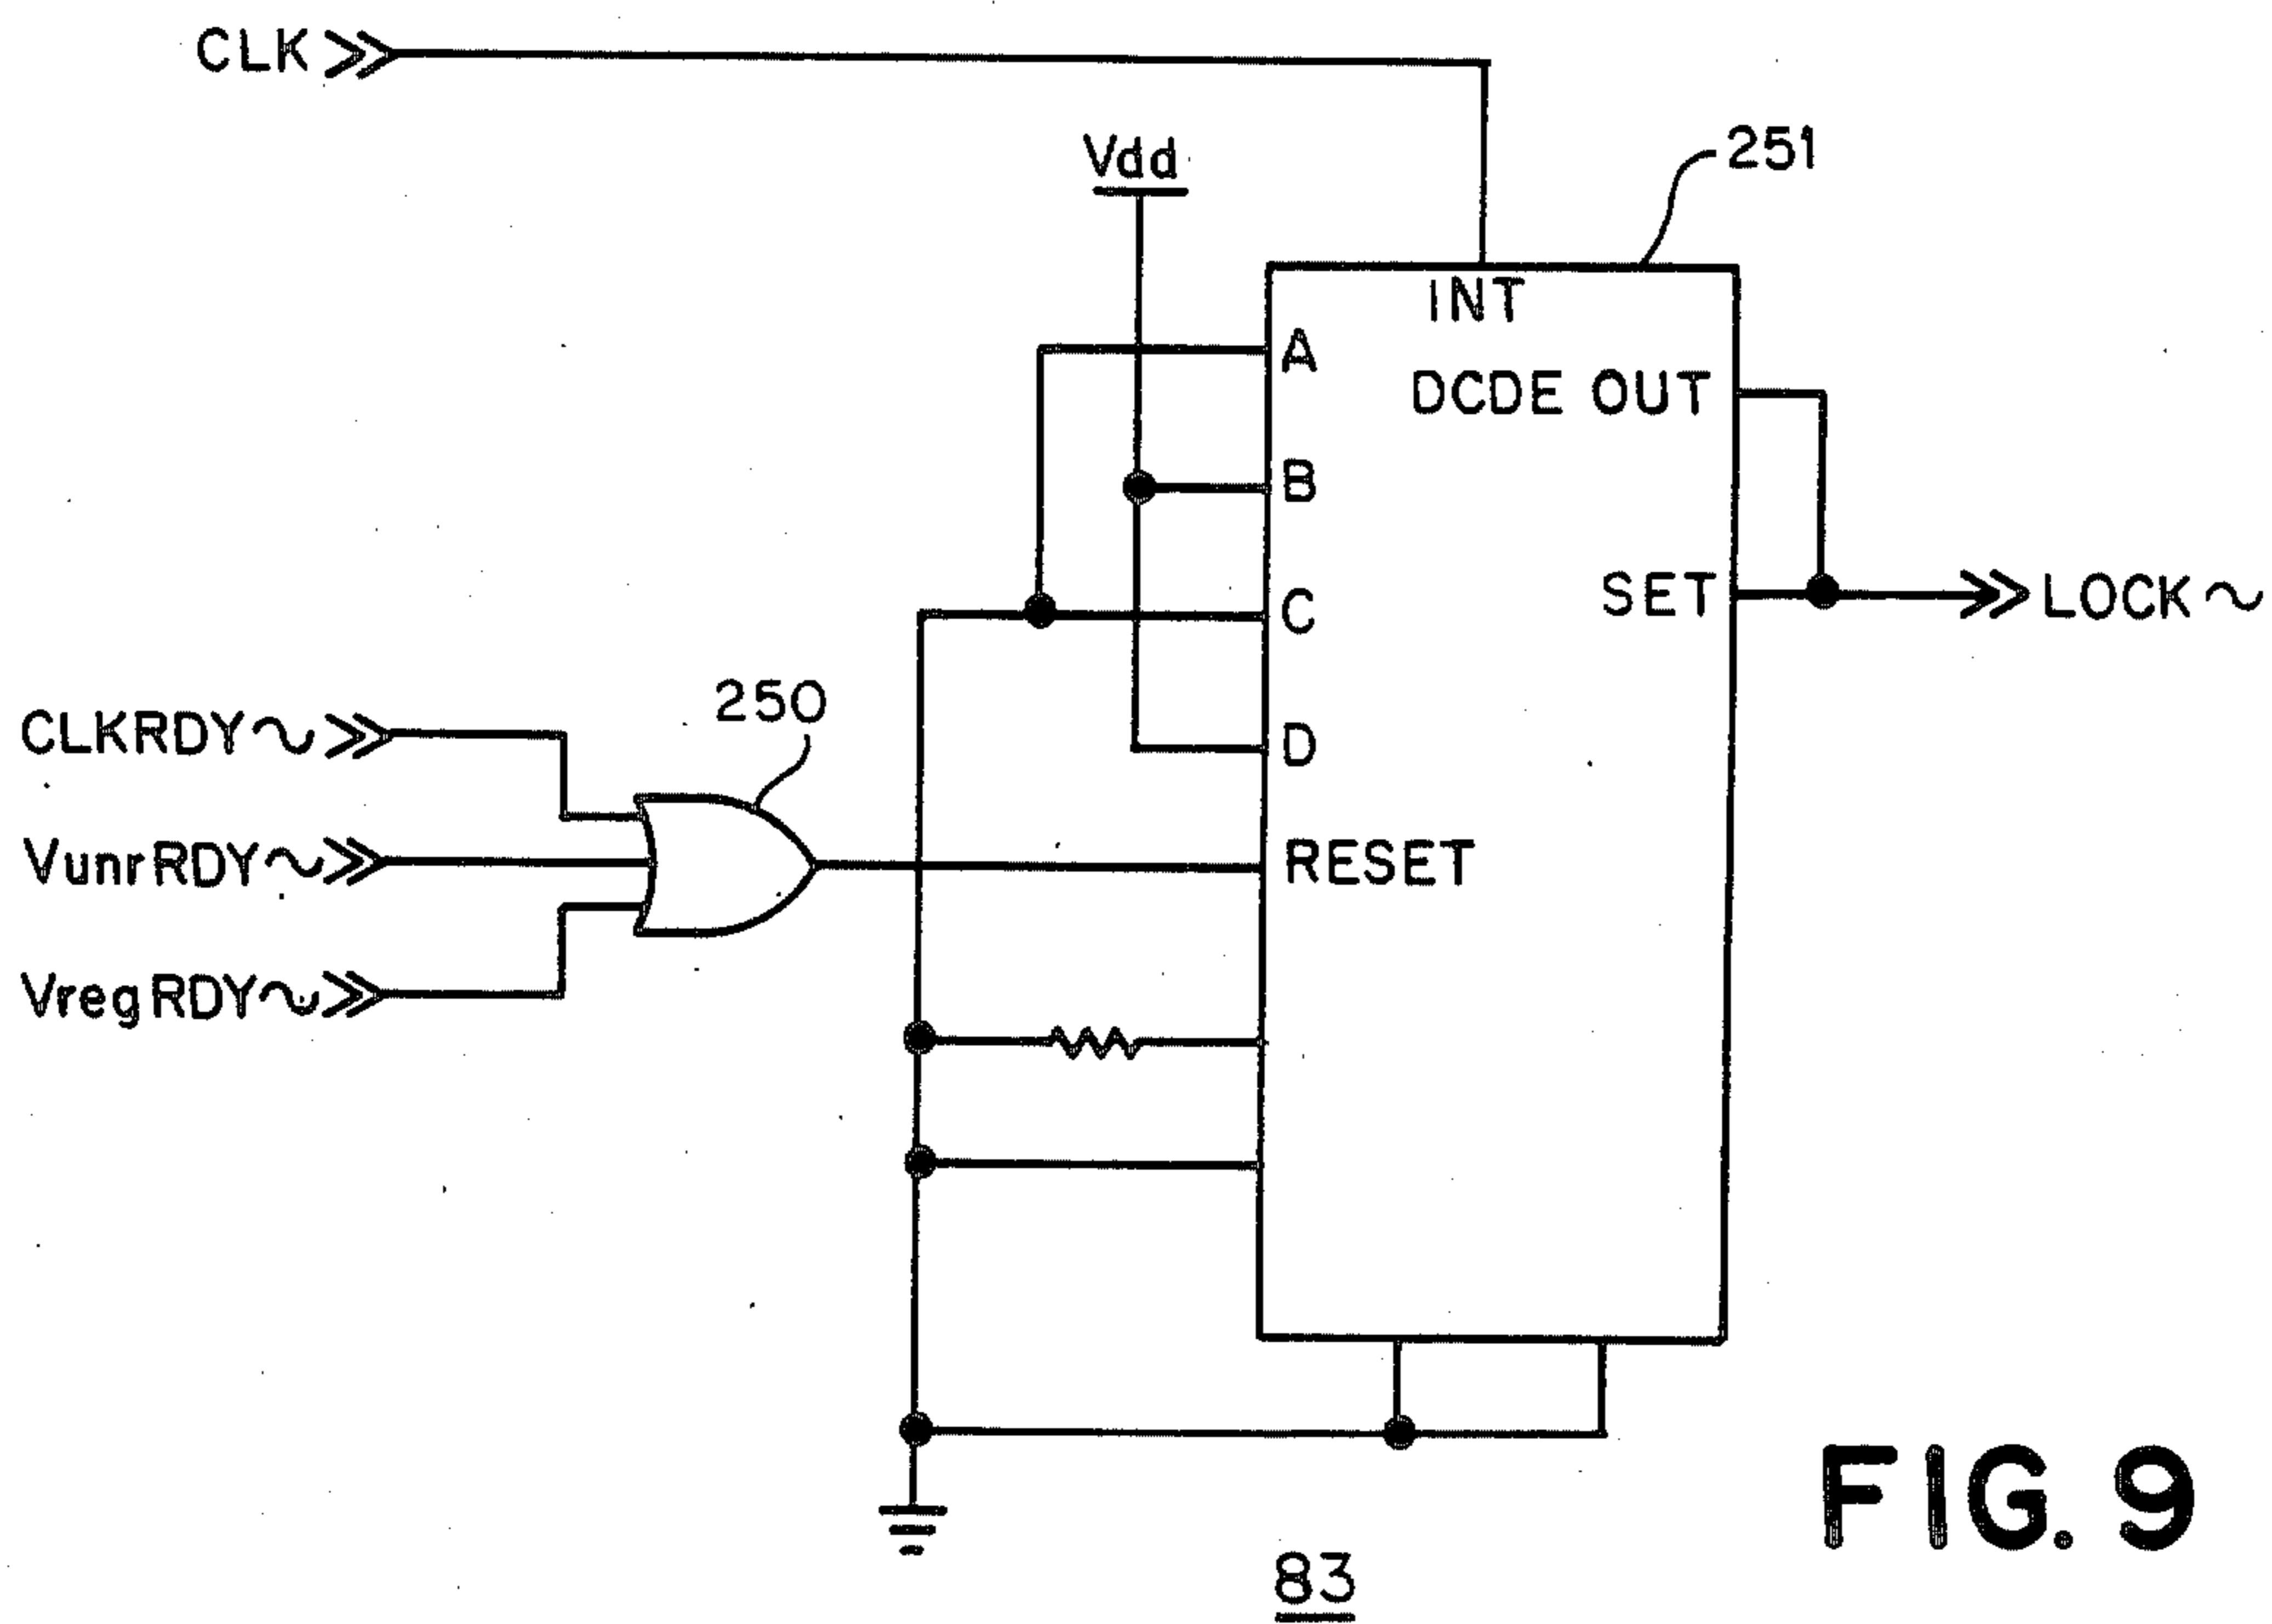 CLK
Vdd
251
INT
A
DCDE OUT
B
C
SET
LOCK~
250
CLKRDY~
D
VunrRDY~
RESET
VregRDY~
FIG. 9
83